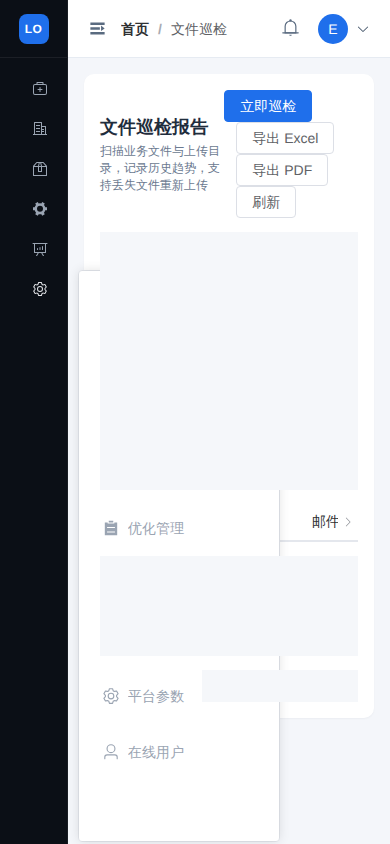 LO
首页 / 文件巡检
E
文件巡检报告
扫描业务文件与上传目
录，记录历史趋势，支
持丢失文件重新上传
立即巡检
导出 Excel
导出 PDF
刷新
优化管理
邮件
平台参数
在线用户